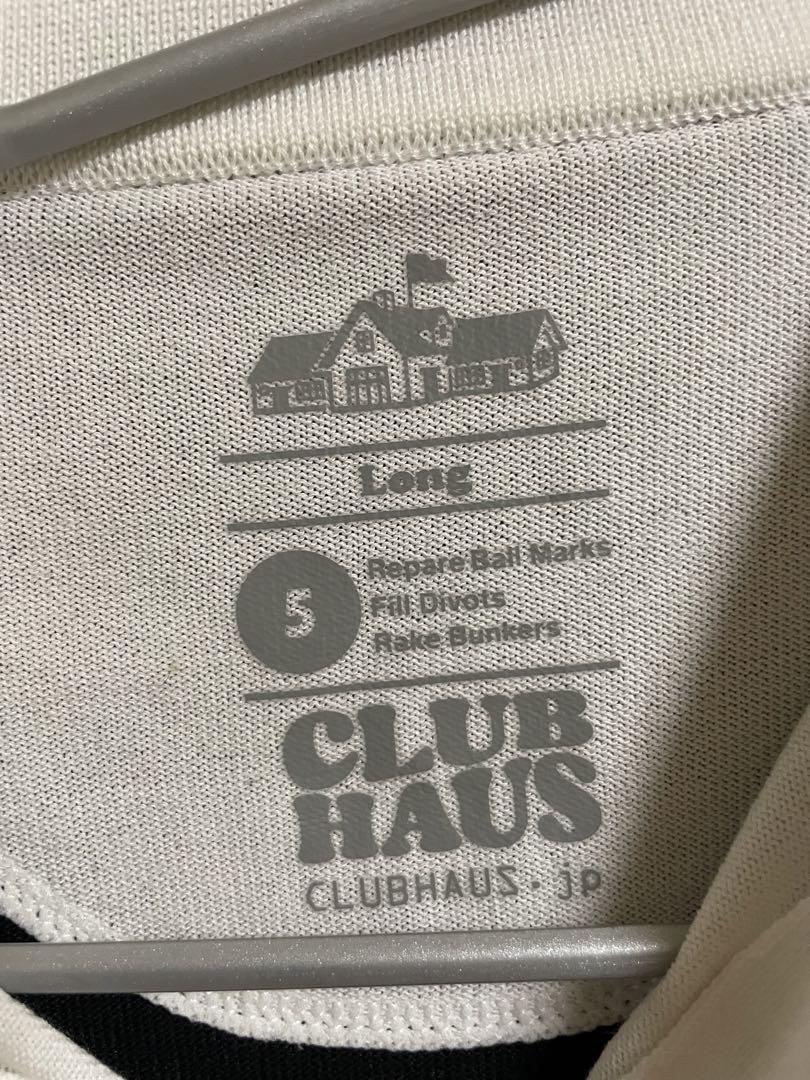 Long
5
Repare Ball Marks
Fill Divots
Rake Bunkers
CLUB
HAUS
CLUBHAUS.jp